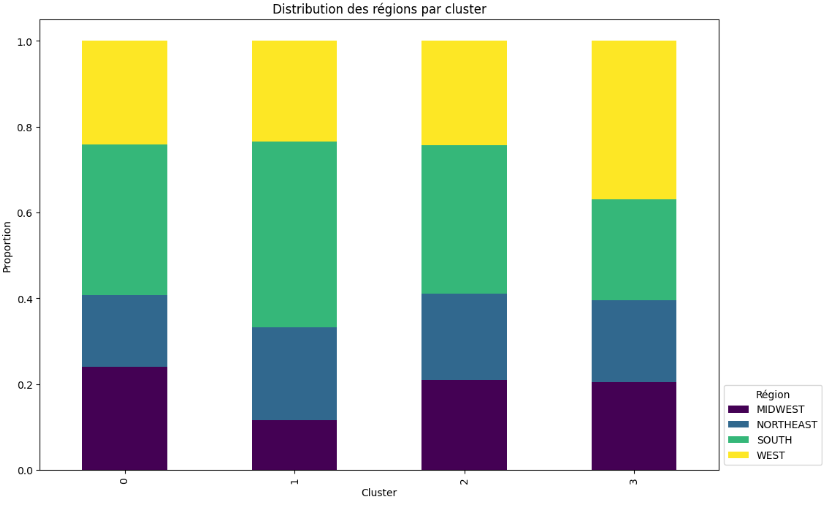 Distribution des régions par cluster
1.0
0.8
0.6
0.4
0.2
0.0
Proportion
0
1
2
3
Cluster
Région
MIDWEST
NORTHEAST
SOUTH
WEST